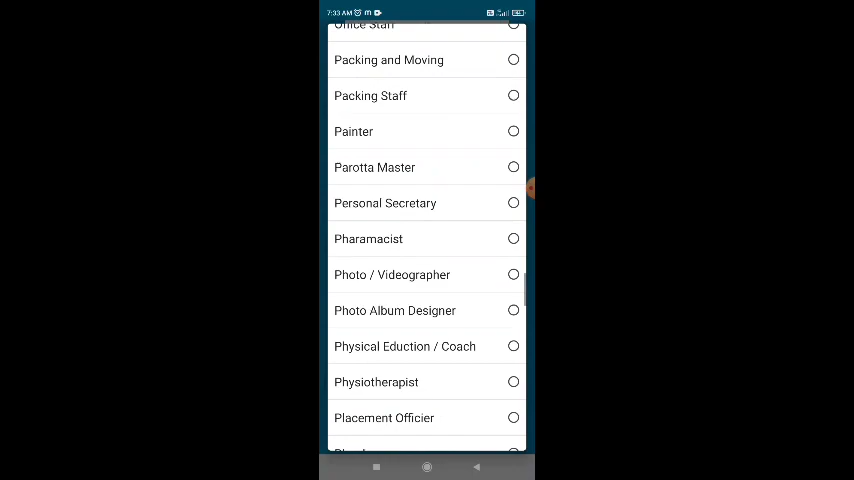 7:33 AM
Office Staff
Packing and Moving
Packing Staff
Painter
Parotta Master
Personal Secretary
Pharamacist
Photo / Videographer
Photo Album Designer
Physical Eduction / Coach
Physiotherapist
Placement Officier